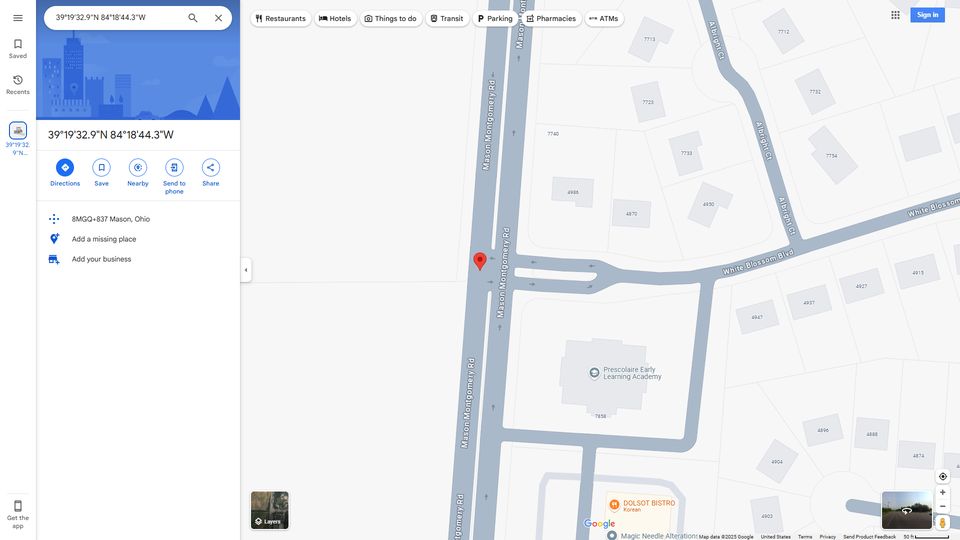 39°19'32.9"N 84°18'44.3"W
Restaurants
Hotels
Things to do
Transit
Parking
Pharmacies
ATMs
Sign in
Saved
Recents
39°19'32.
9"N...
Get the
app
39°19'32.9"N 84°18'44.3"W
Directions
Save
Nearby
Send to
phone
Share
8MGQ+837 Mason, Ohio
Add a missing place
Add your business
Mason Montgomery Rd
Mason Montgomery Rd
Mason Montgomery Rd
Albright Ct
Albright Ct
Albright Ct
White Blossom
White Blossom Blvd
7713
7712
7723
7732
7740
7733
7754
4986
4870
4950
4915
4927
4937
4947
Prescolaire Early
Learning Academy
7858
4896
4888
4874
4904
4903
DOLSOT BISTRO
Korean
Magic Needle Alterations
Layers
Google
Map data ©2025 Google
United States
Terms
Privacy
Send Product Feedback
50 ft